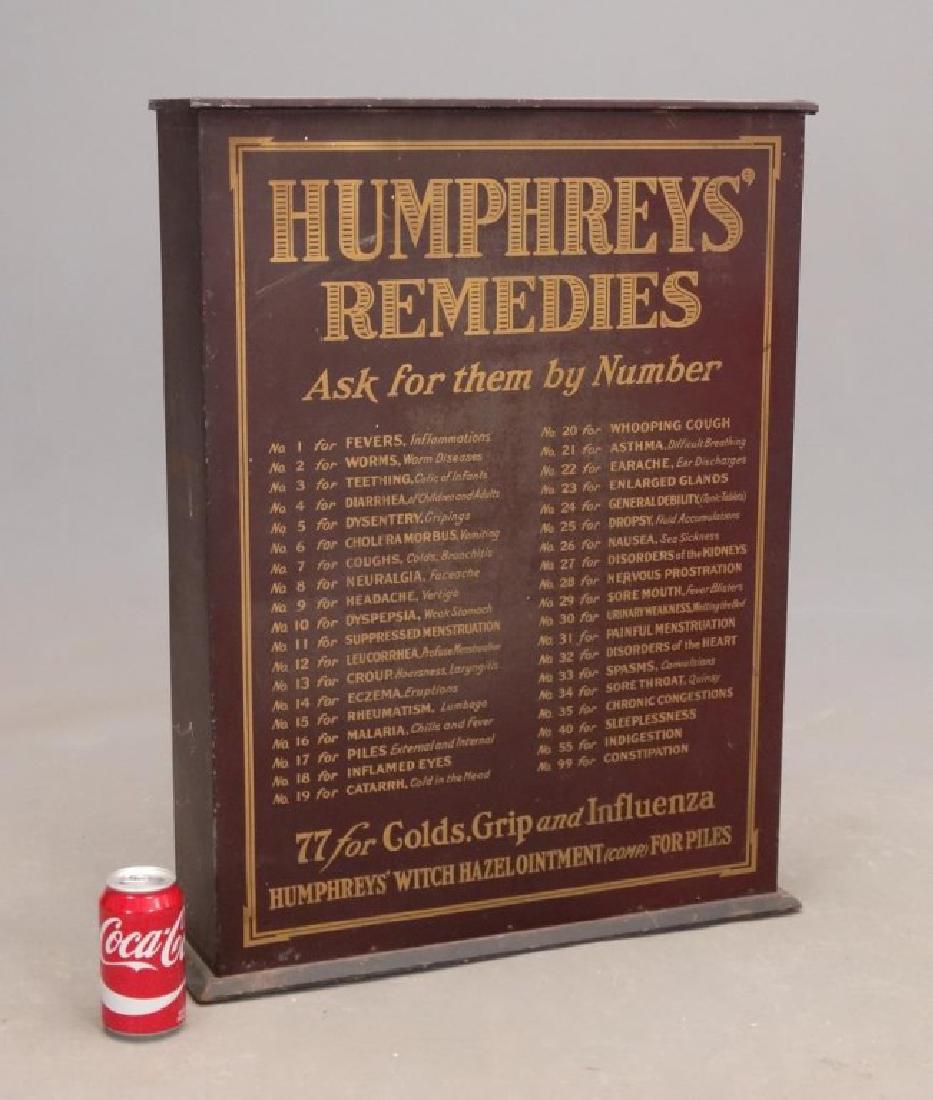 HUMPHREYS'®
REMEDIES
Ask for them by Number
No. 1 for FEVERS, Inflammations
No. 2 for WORMS, Worm Diseases
No. 3 for TEETHING, Colic of Infants
No. 4 for DIARRHEA, of Children and Adults
No. 5 for DYSENTERY, Gripings
No. 6 for CHOLERA MORBUS, Vomiting
No. 7 for COUGHS, Colds, Bronchitis
No. 8 for NEURALGIA, Faceache
No. 9 for HEADACHE, Vertigo
No. 10 for DYSPEPSIA, Weak Stomach
No. 11 for SUPPRESSED MENSTRUATION
No. 12 for LEUCORRHEA, Profuse Menstruation
No. 13 for CROUP, Hoarsness, Laryngitis
No. 14 for ECZEMA, Eruptions
No. 15 for RHEUMATISM, Lumbago
No. 16 for MALARIA, Chills and Fever
No. 17 for PILES External and Internal
No. 18 for INFLAMED EYES
No. 19 for CATARRH, Cold in the Head
No. 20 for WHOOPING COUGH
No. 21 for ASTHMA, Difficult Breathing
No. 22 for EARACHE, Ear Discharges
No. 23 for ENLARGED GLANDS
No. 24 for GENERAL DEBILITY, (Tonic Tablets)
No. 25 for DROPSY, Fluid Accumulations
No. 26 for NAUSEA, Sea Sickness
No. 27 for DISORDERS of the KIDNEYS
No. 28 for NERVOUS PROSTRATION
No. 29 for SORE MOUTH, Fever Blisters
No. 30 for URINARY WEAKNESS, Wetting the Bed
No. 31 for PAINFUL MENSTRUATION
No. 32 for DISORDERS of the HEART
No. 33 for SPASMS, Convulsions
No. 34 for SORE THROAT, Quinsy
No. 35 for CHRONIC CONGESTIONS
No. 40 for SLEEPLESSNESS
No. 55 for INDIGESTION
No. 99 for CONSTIPATION
77 for Colds, Grip and Influenza
HUMPHREYS' WITCH HAZEL OINTMENT (COMP.) FOR PILES
Coca-C